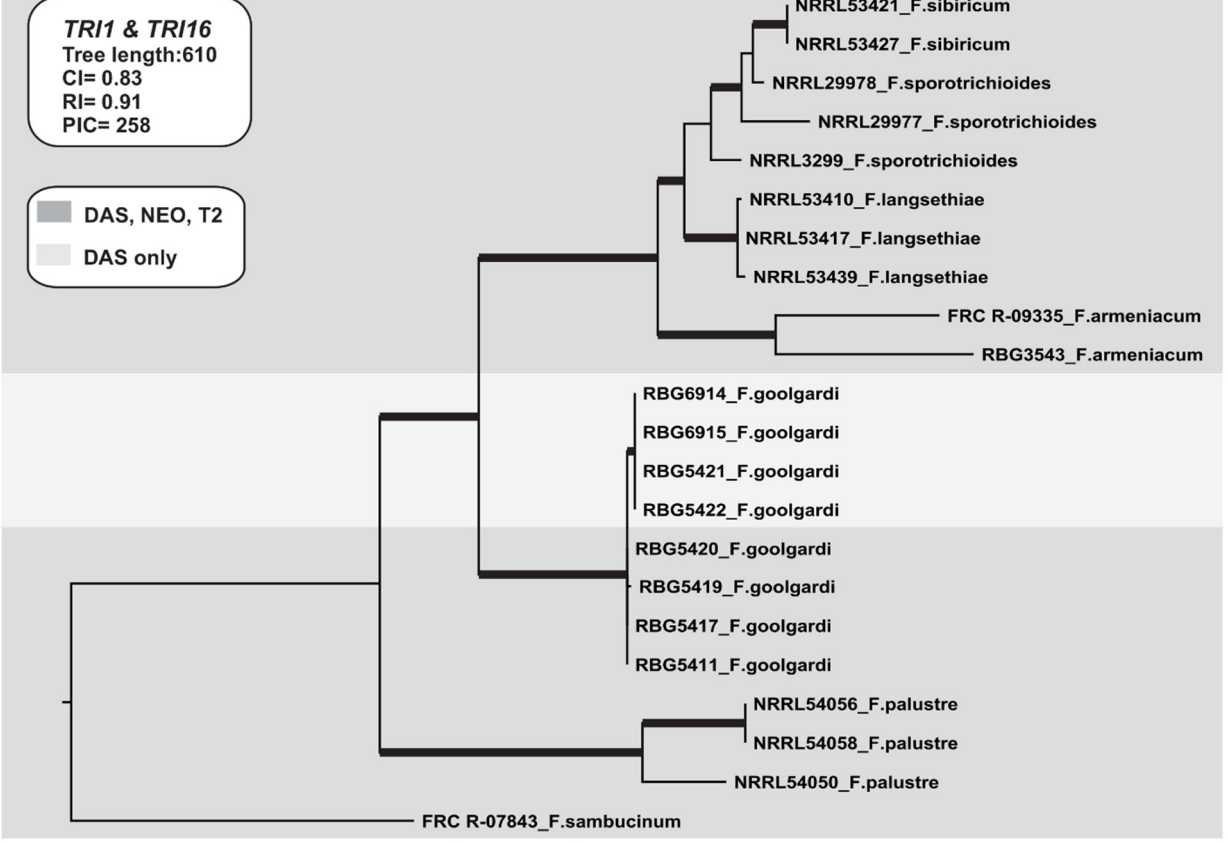 TRI1 & TRI16
Tree length:610
CI= 0.83
RI= 0.91
PIC= 258
DAS, NEO, T2
DAS only
NRRL53421_F.sibiricum
NRRL53427_F.sibiricum
NRRL29978_F.sporotrichioides
NRRL29977_F.sporotrichioides
NRRL3299_F.sporotrichioides
NRRL53410_F.langsethiae
NRRL53417_F.langsethiae
NRRL53439_F.langsethiae
FRC R-09335_F.armeniacum
RBG3543_F.armeniacum
RBG6914_F.goolgardi
RBG6915_F.goolgardi
RBG5421_F.goolgardi
RBG5422_F.goolgardi
RBG5420_F.goolgardi
RBG5419_F.goolgardi
RBG5417_F.goolgardi
RBG5411_F.goolgardi
NRRL54056_F.palustre
NRRL54058_F.palustre
NRRL54050_F.palustre
FRC R-07843_F.sambucinum